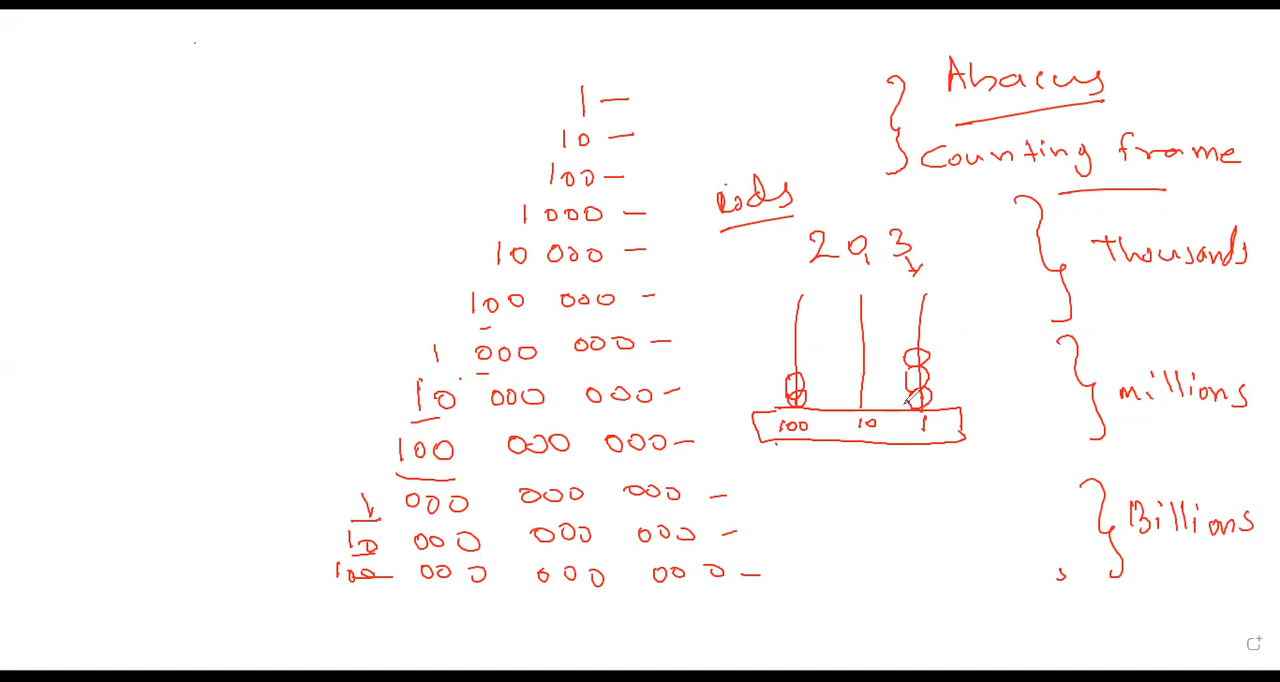 Abacus
1 —
10 —
counting frame
100 —
rods
1 000 —
2 0, 3
thousands
10 000 —
100 000 —
1 000 000 —
10 000 000 —
millions
100 10 1
100 000 000 —
1 000 000 000 —
Billions
10 000 000 000 —
100 000 000 000 —